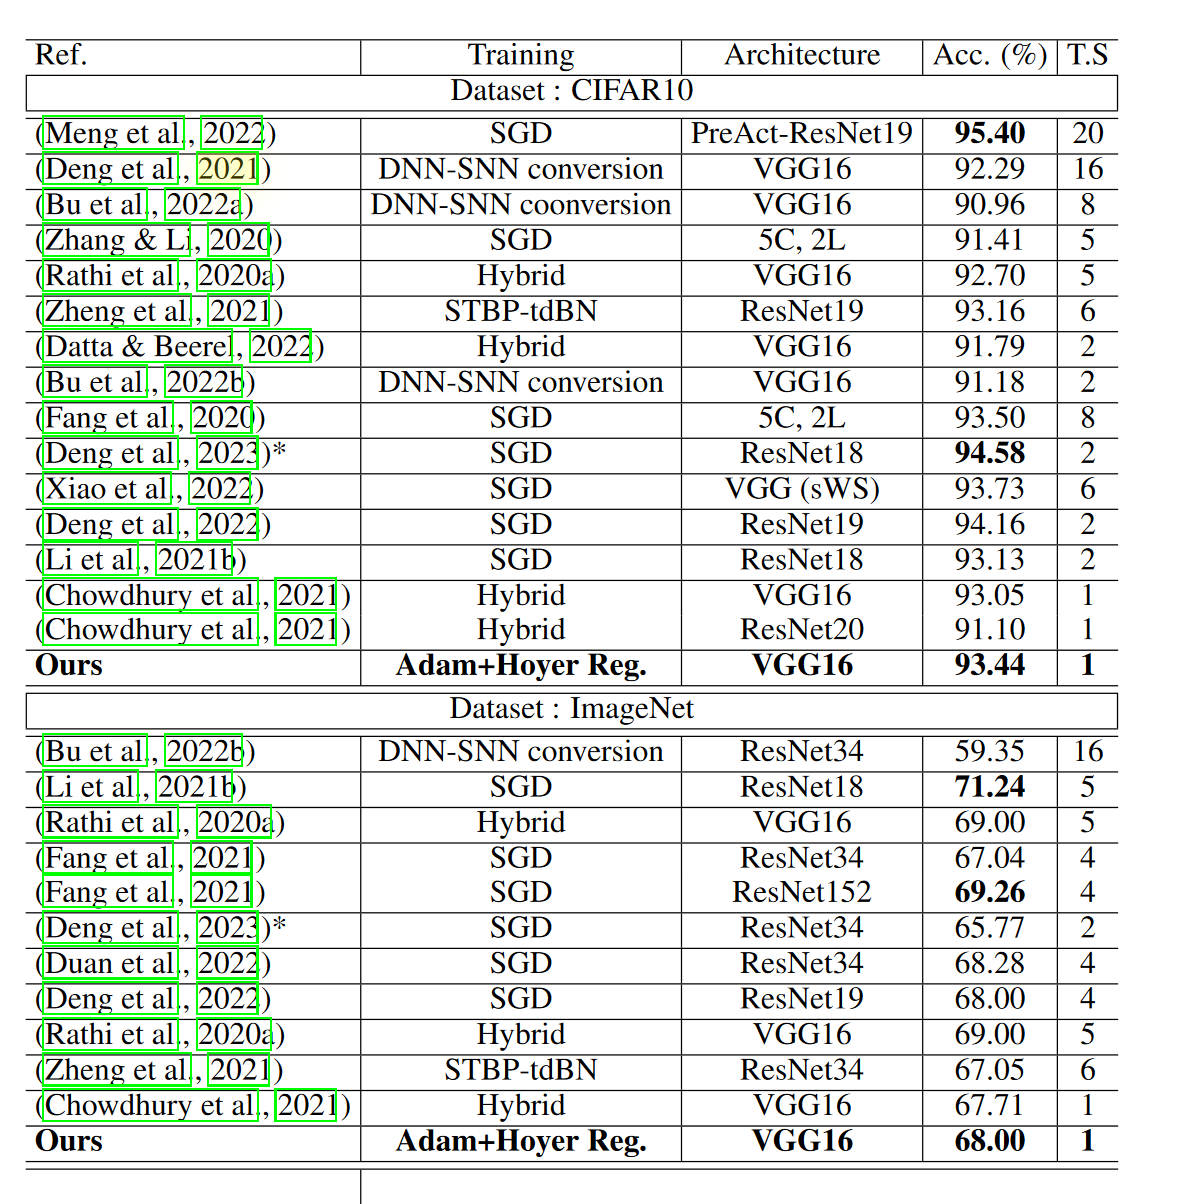 Ref. Training Architecture Acc. (%) T.S
Dataset : CIFAR10
(Meng et al., 2022) SGD PreAct-ResNet19 95.40 20
(Deng et al., 2021) DNN-SNN conversion VGG16 92.29 16
(Bu et al., 2022a) DNN-SNN coonversion VGG16 90.96 8
(Zhang & Li, 2020) SGD 5C, 2L 91.41 5
(Rathi et al., 2020a) Hybrid VGG16 92.70 5
(Zheng et al., 2021) STBP-tdBN ResNet19 93.16 6
(Datta & Beerel, 2022) Hybrid VGG16 91.79 2
(Bu et al., 2022b) DNN-SNN conversion VGG16 91.18 2
(Fang et al., 2020) SGD 5C, 2L 93.50 8
(Deng et al., 2023)* SGD ResNet18 94.58 2
(Xiao et al., 2022) SGD VGG (sWS) 93.73 6
(Deng et al., 2022) SGD ResNet19 94.16 2
(Li et al., 2021b) SGD ResNet18 93.13 2
(Chowdhury et al., 2021) Hybrid VGG16 93.05 1
(Chowdhury et al., 2021) Hybrid ResNet20 91.10 1
Ours Adam+Hoyer Reg. VGG16 93.44 1
Dataset : ImageNet
(Bu et al., 2022b) DNN-SNN conversion ResNet34 59.35 16
(Li et al., 2021b) SGD ResNet18 71.24 5
(Rathi et al., 2020a) Hybrid VGG16 69.00 5
(Fang et al., 2021) SGD ResNet34 67.04 4
(Fang et al., 2021) SGD ResNet152 69.26 4
(Deng et al., 2023)* SGD ResNet34 65.77 2
(Duan et al., 2022) SGD ResNet34 68.28 4
(Deng et al., 2022) SGD ResNet19 68.00 4
(Rathi et al., 2020a) Hybrid VGG16 69.00 5
(Zheng et al., 2021) STBP-tdBN ResNet34 67.05 6
(Chowdhury et al., 2021) Hybrid VGG16 67.71 1
Ours Adam+Hoyer Reg. VGG16 68.00 1